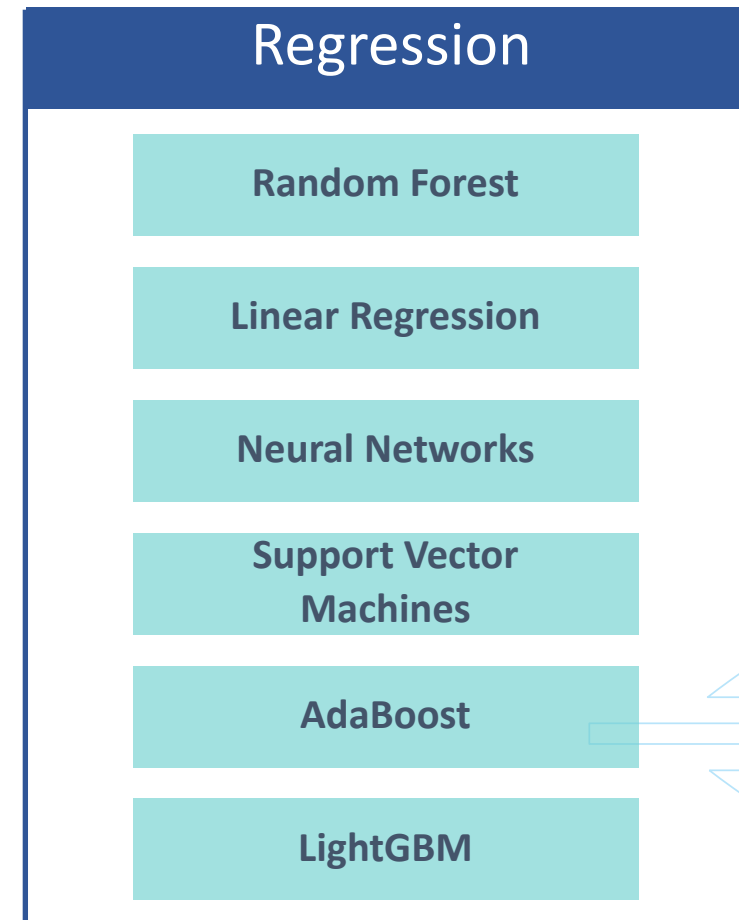 Regression
Random Forest
Linear Regression
Neural Networks
Support Vector
Machines
AdaBoost
LightGBM